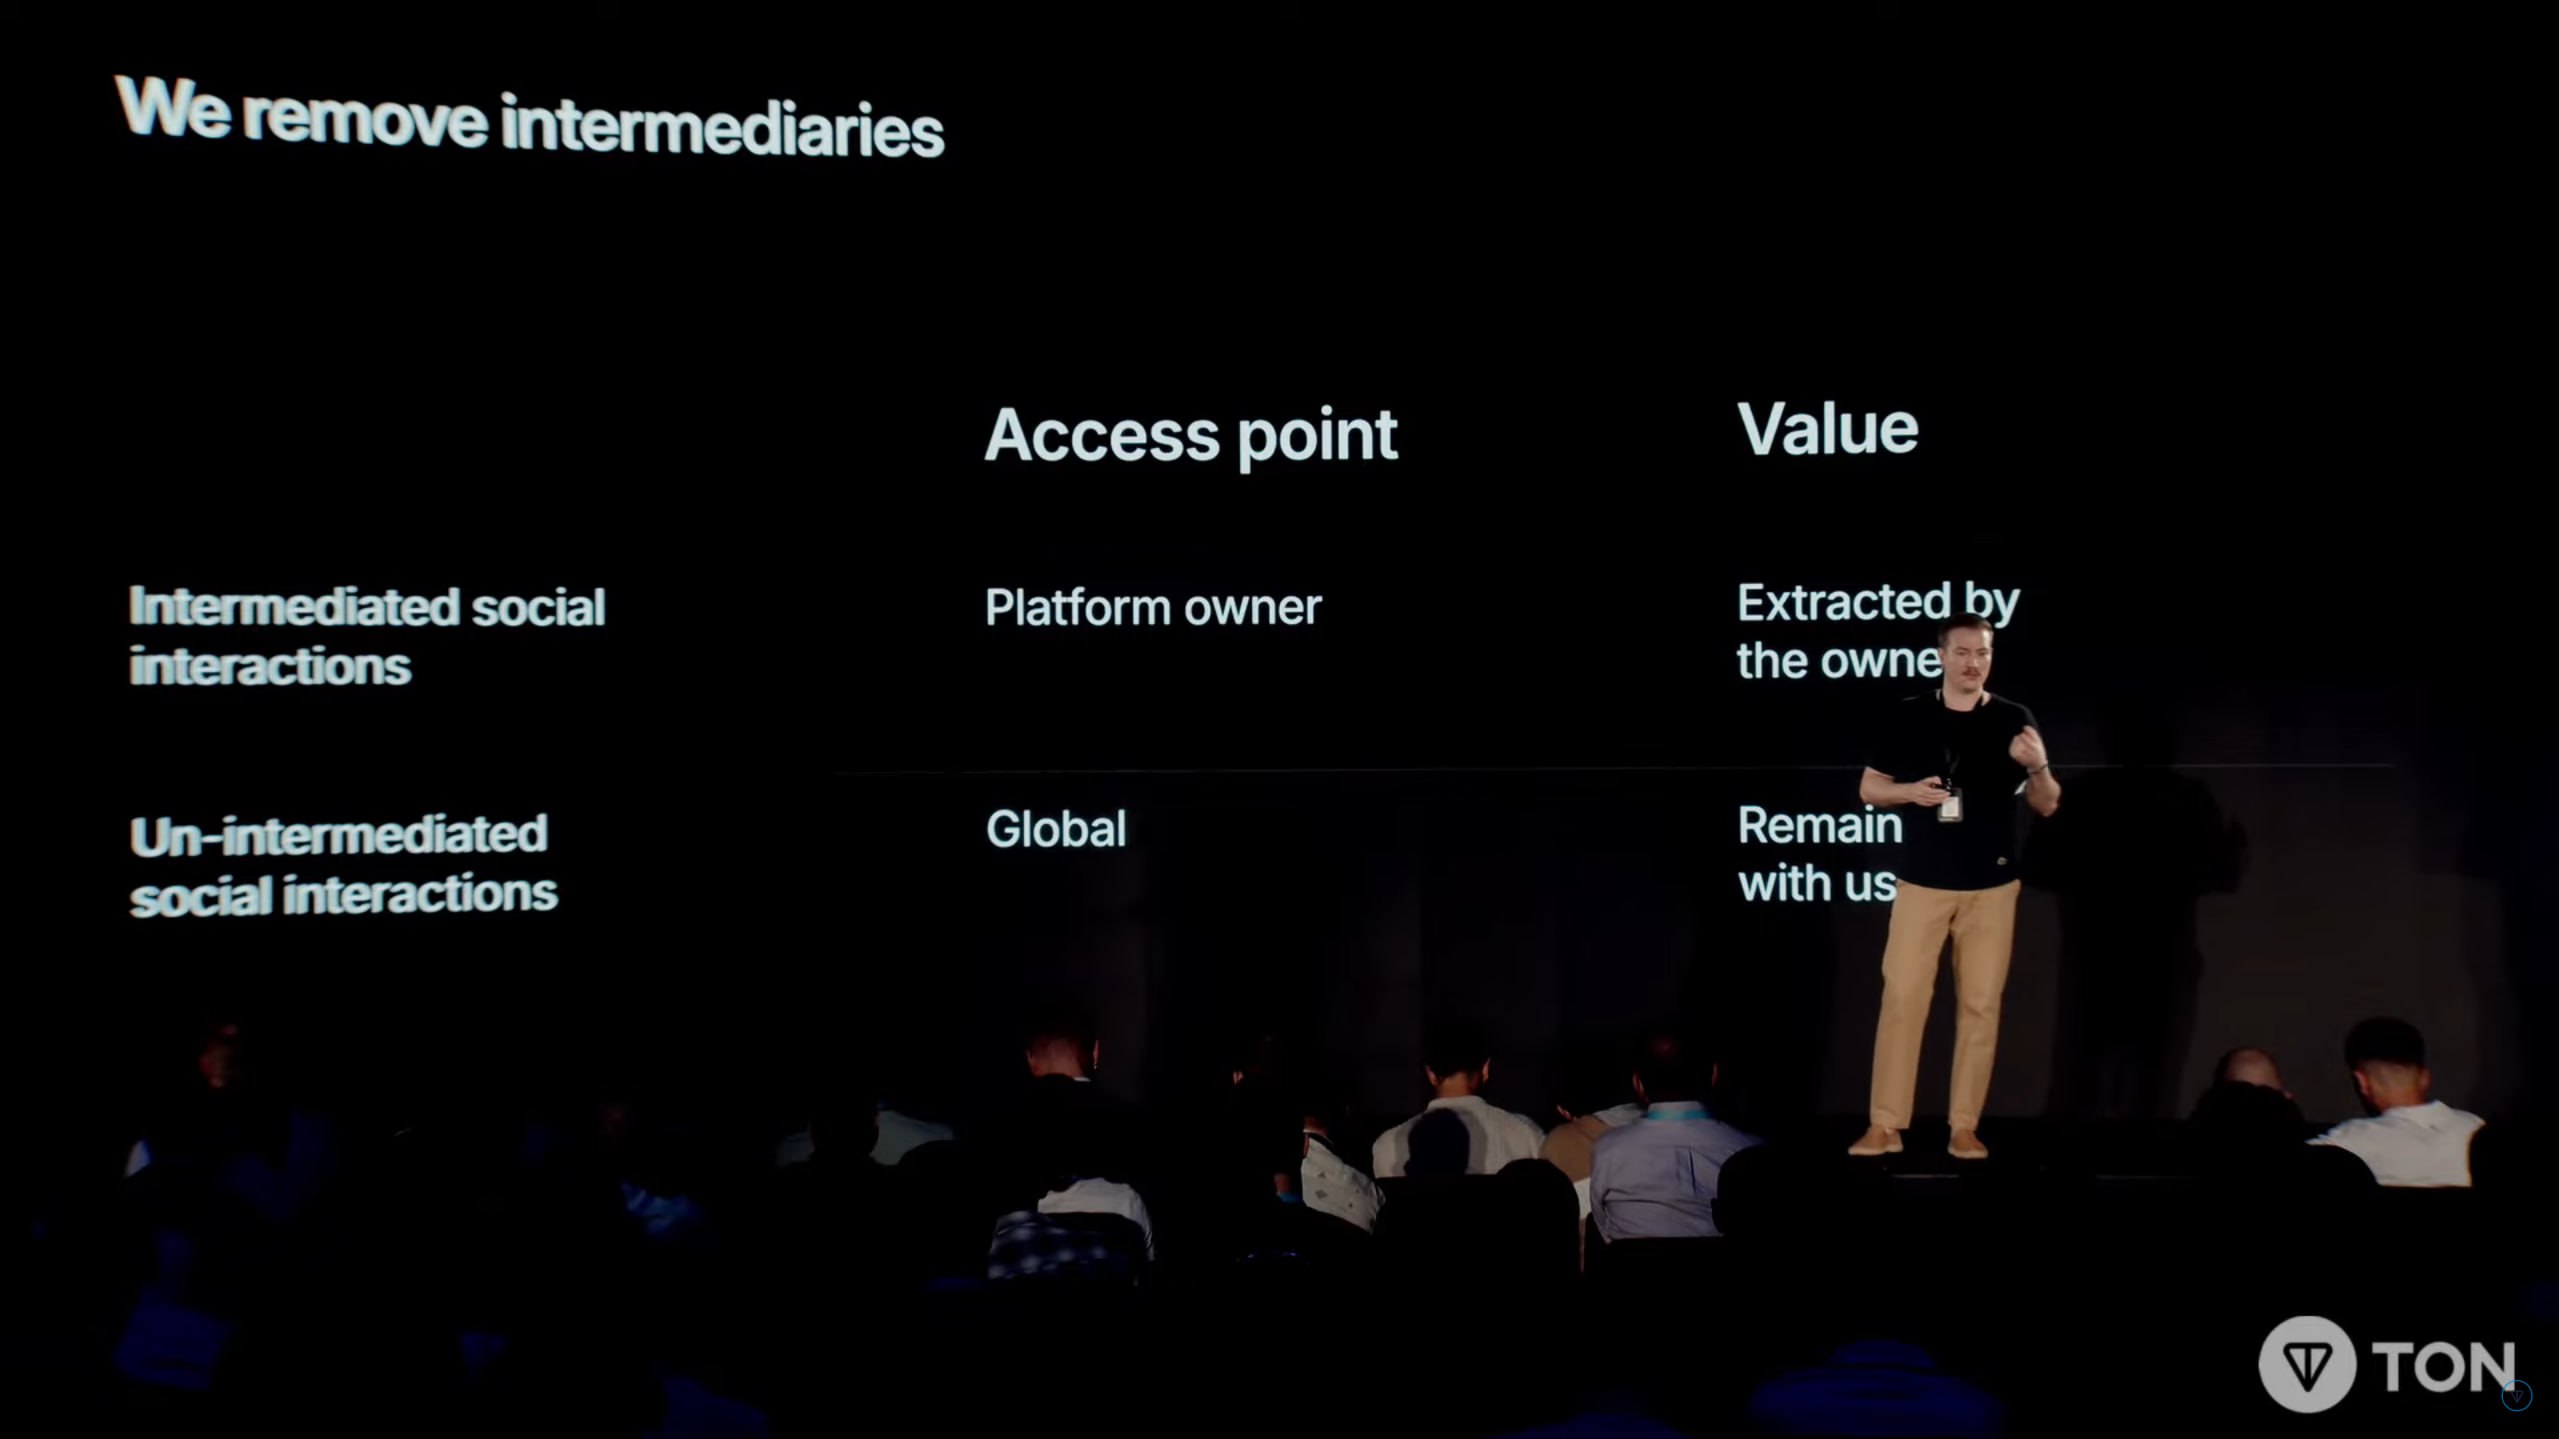 We remove intermediaries
Access point
Value
Intermediated social
interactions
Platform owner
Extracted by
the owne
Un-intermediated
social interactions
Global
Remain
with us
TON